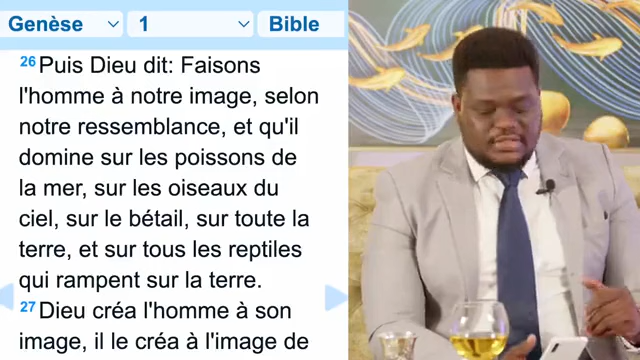 Genèse 1 Bible
26 Puis Dieu dit: Faisons
l'homme à notre image, selon
notre ressemblance, et qu'il
domine sur les poissons de
la mer, sur les oiseaux du
ciel, sur le bétail, sur toute la
terre, et sur tous les reptiles
qui rampent sur la terre.
27 Dieu créa l'homme à son
image, il le créa à l'image de